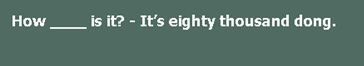 How _____ is it? - It’s eighty thousand dong.